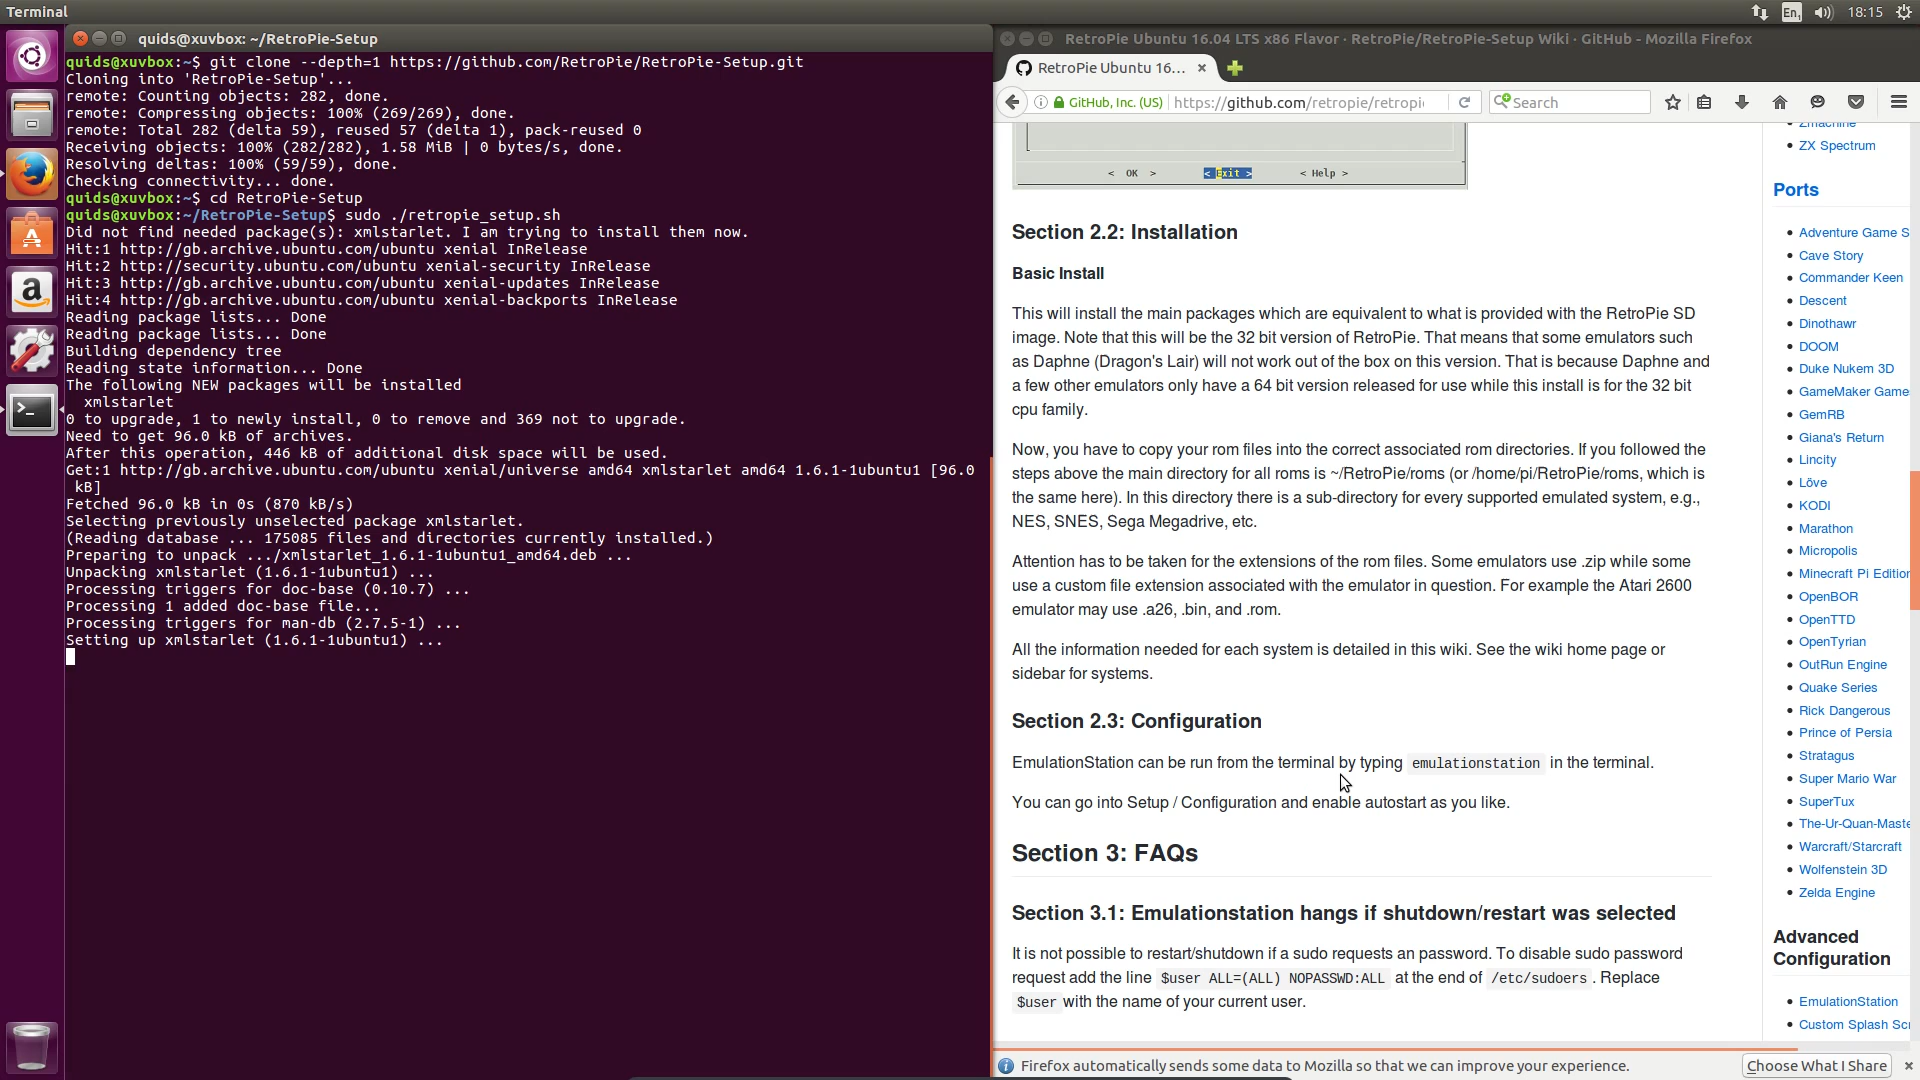 Terminal
En
18:15
quids@xuvbox: ~/RetroPie-Setup
quids@xuvbox:~$ git clone --depth=1 https://github.com/RetroPie/RetroPie-Setup.git
Cloning into 'RetroPie-Setup'...
remote: Counting objects: 282, done.
remote: Compressing objects: 100% (269/269), done.
remote: Total 282 (delta 59), reused 57 (delta 1), pack-reused 0
Receiving objects: 100% (282/282), 1.58 MiB | 0 bytes/s, done.
Resolving deltas: 100% (59/59), done.
Checking connectivity... done.
quids@xuvbox:~$ cd RetroPie-Setup
quids@xuvbox:~/RetroPie-Setup$ sudo ./retropie_setup.sh
Did not find needed package(s): xmlstarlet. I am trying to install them now.
Hit:1 http://gb.archive.ubuntu.com/ubuntu xenial InRelease
Hit:2 http://security.ubuntu.com/ubuntu xenial-security InRelease
Hit:3 http://gb.archive.ubuntu.com/ubuntu xenial-updates InRelease
Hit:4 http://gb.archive.ubuntu.com/ubuntu xenial-backports InRelease
Reading package lists... Done
Reading package lists... Done
Building dependency tree
Reading state information... Done
The following NEW packages will be installed
xmlstarlet
0 to upgrade, 1 to newly install, 0 to remove and 369 not to upgrade.
Need to get 96.0 kB of archives.
After this operation, 446 kB of additional disk space will be used.
Get:1 http://gb.archive.ubuntu.com/ubuntu xenial/universe amd64 xmlstarlet amd64 1.6.1-1ubuntu1 [96.0
kB]
Fetched 96.0 kB in 0s (870 kB/s)
Selecting previously unselected package xmlstarlet.
(Reading database ... 175085 files and directories currently installed.)
Preparing to unpack .../xmlstarlet_1.6.1-1ubuntu1_amd64.deb ...
Unpacking xmlstarlet (1.6.1-1ubuntu1) ...
Processing triggers for doc-base (0.10.7) ...
Processing 1 added doc-base file...
Processing triggers for man-db (2.7.5-1) ...
Setting up xmlstarlet (1.6.1-1ubuntu1) ...
RetroPie Ubuntu 16.04 LTS x86 Flavor · RetroPie/RetroPie-Setup Wiki · GitHub - Mozilla Firefox
RetroPie Ubuntu 16...
GitHub, Inc. (US)
https://github.com/retropie/retropi
Search
< OK >
< Exit >
< Help >
Section 2.2: Installation
Basic Install
This will install the main packages which are equivalent to what is provided with the RetroPie SD
image. Note that this will be the 32 bit version of RetroPie. That means that some emulators such
as Daphne (Dragon's Lair) will not work out of the box on this version. That is because Daphne and
a few other emulators only have a 64 bit version released for use while this install is for the 32 bit
cpu family.
Now, you have to copy your rom files into the correct associated rom directories. If you followed the
steps above the main directory for all roms is ~/RetroPie/roms (or /home/pi/RetroPie/roms, which is
the same here). In this directory there is a sub-directory for every supported emulated system, e.g.,
NES, SNES, Sega Megadrive, etc.
Attention has to be taken for the extensions of the rom files. Some emulators use .zip while some
use a custom file extension associated with the emulator in question. For example the Atari 2600
emulator may use .a26, .bin, and .rom.
All the information needed for each system is detailed in this wiki. See the wiki home page or
sidebar for systems.
Section 2.3: Configuration
EmulationStation can be run from the terminal by typing emulationstation in the terminal.
You can go into Setup / Configuration and enable autostart as you like.
Section 3: FAQs
Section 3.1: Emulationstation hangs if shutdown/restart was selected
It is not possible to restart/shutdown if a sudo requests an password. To disable sudo password
request add the line $user ALL=(ALL) NOPASSWD:ALL at the end of /etc/sudoers . Replace
$user with the name of your current user.
Zmachine
ZX Spectrum
Ports
Adventure Game S
Cave Story
Commander Keen
Descent
Dinothawr
DOOM
Duke Nukem 3D
GameMaker Game
GemRB
Giana's Return
Lincity
Löve
KODI
Marathon
Micropolis
Minecraft Pi Edition
OpenBOR
OpenTTD
OpenTyrian
OutRun Engine
Quake Series
Rick Dangerous
Prince of Persia
Stratagus
Super Mario War
SuperTux
The-Ur-Quan-Maste
Warcraft/Starcraft
Wolfenstein 3D
Zelda Engine
Advanced
Configuration
EmulationStation
Custom Splash Scr
Firefox automatically sends some data to Mozilla so that we can improve your experience.
Choose What I Share